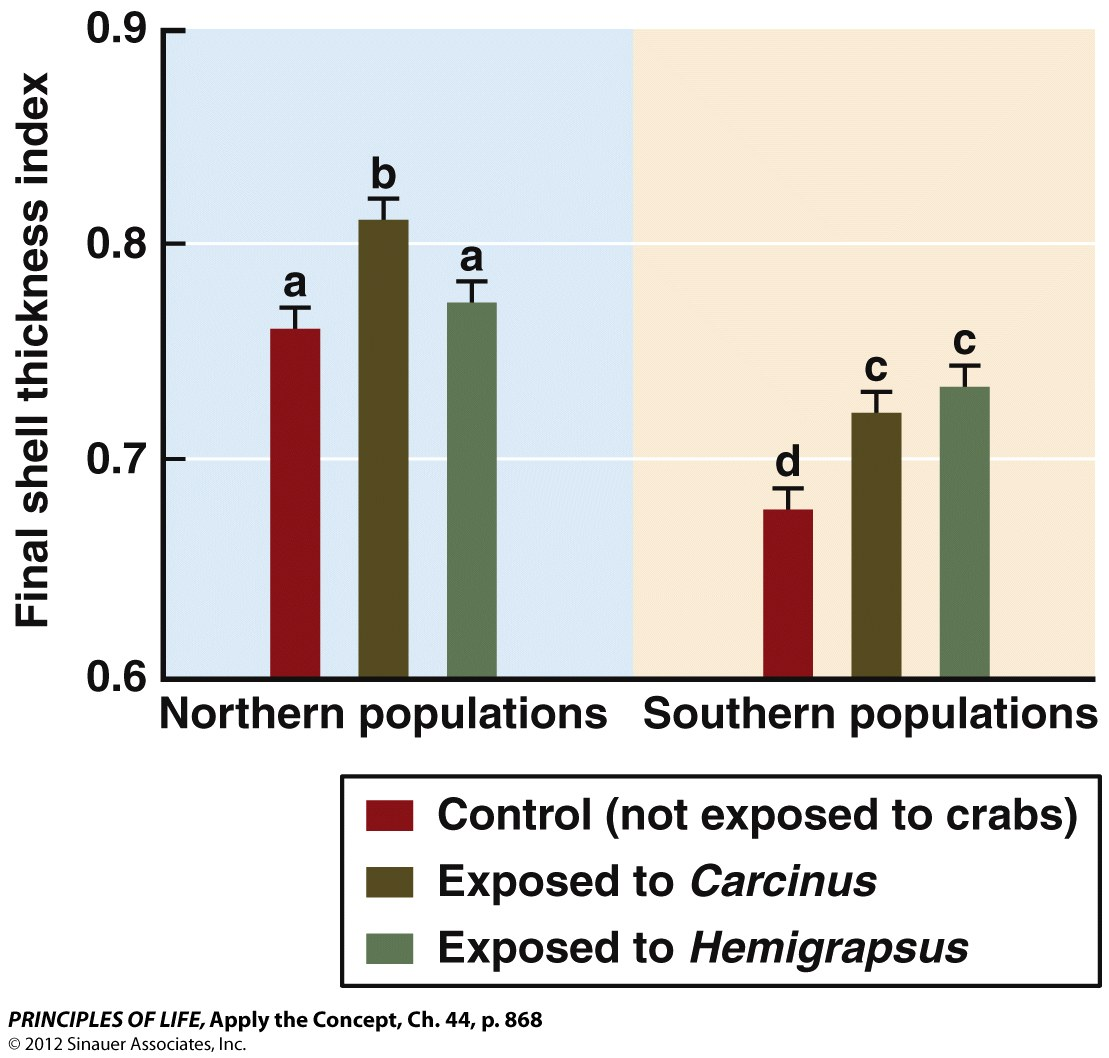 Final shell thickness index
0.9
0.8
0.7
0.6
a
b
a
d
c
c
Northern populations
Southern populations
Control (not exposed to crabs)
Exposed to Carcinus
Exposed to Hemigrapsus
PRINCIPLES OF LIFE, Apply the Concept, Ch. 44, p. 868
© 2012 Sinauer Associates, Inc.